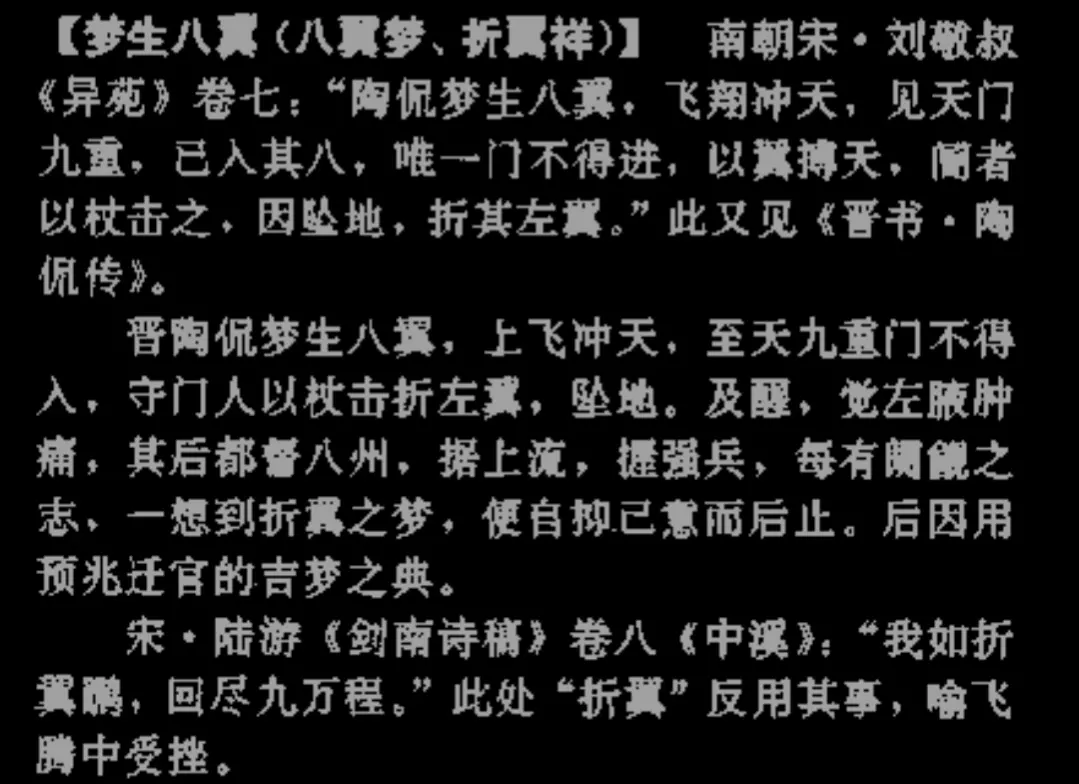 【梦生八翼（八翼梦、折翼祥）】 南朝宋·刘敬叔
《异苑》卷七：“陶侃梦生八翼，飞翔冲天，见天门
九重，已入其八，唯一门不得进，以翼搏天，阍者
以杖击之，因坠地，折其左翼。”此又见《晋书·陶
侃传》。
晋陶侃梦生八翼，上飞冲天，至天九重门不得
入，守门人以杖击折左翼，坠地。及醒，觉左腋肿
痛，其后都督八州，据上流，握强兵，每有窥觎之
志，一想到折翼之梦，便自抑己意而后止。后因用
预兆迁官的吉梦之典。
宋·陆游《剑南诗稿》卷八《中溪》：“我如折
翼鹏，回尽九万程。”此处“折翼”反用其事，喻飞
腾中受挫。